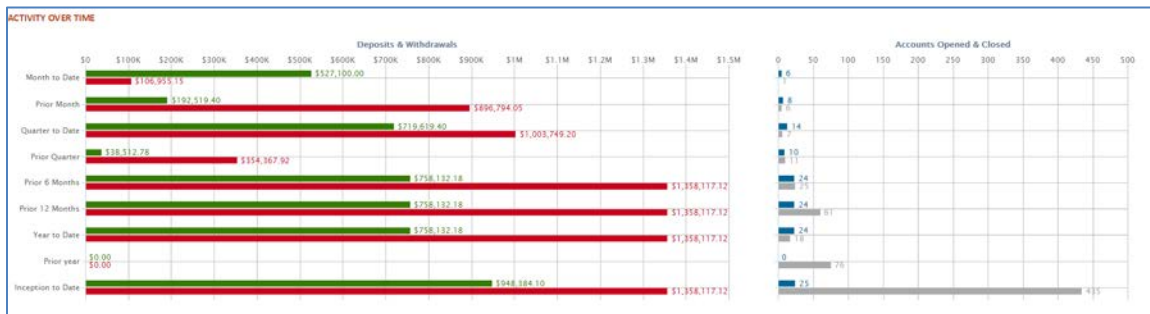 ACTIVITY OVER TIME
Deposits & Withdrawals
$0 $100K $200K $300K $400K $500K $600K $700K $800K $900K $1M $1.1M $1.2M $1.3M $1.4M $1.5M
Month to Date
$527,100.00
$106,955.15
Prior Month
$192,519.40
$896,794.05
Quarter to Date
$719,619.40
$1,003,749.20
Prior Quarter
$38,512.78
$354,367.92
Prior 6 Months
$758,132.18
$1,358,117.12
Prior 12 Months
$758,132.18
$1,358,117.12
Year to Date
$758,132.18
$1,358,117.12
Prior year
$0.00
$0.00
Inception to Date
$948,384.10
$1,358,117.12
Accounts Opened & Closed
0 50 100 150 200 250 300 350 400 450 500
6
1
8
6
14
7
10
11
24
25
24
61
24
18
0
76
25
435